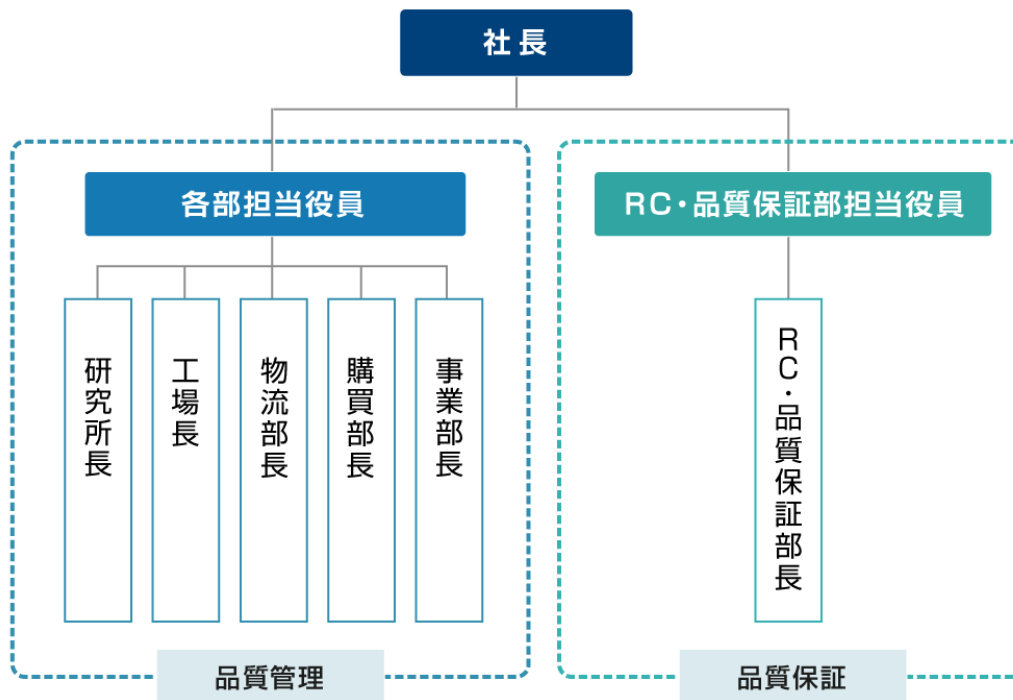 社長
各部担当役員
RC・品質保証部担当役員
研究所長
工場長
物流部長
購買部長
事業部長
RC・品質保証部長
品質管理
品質保証